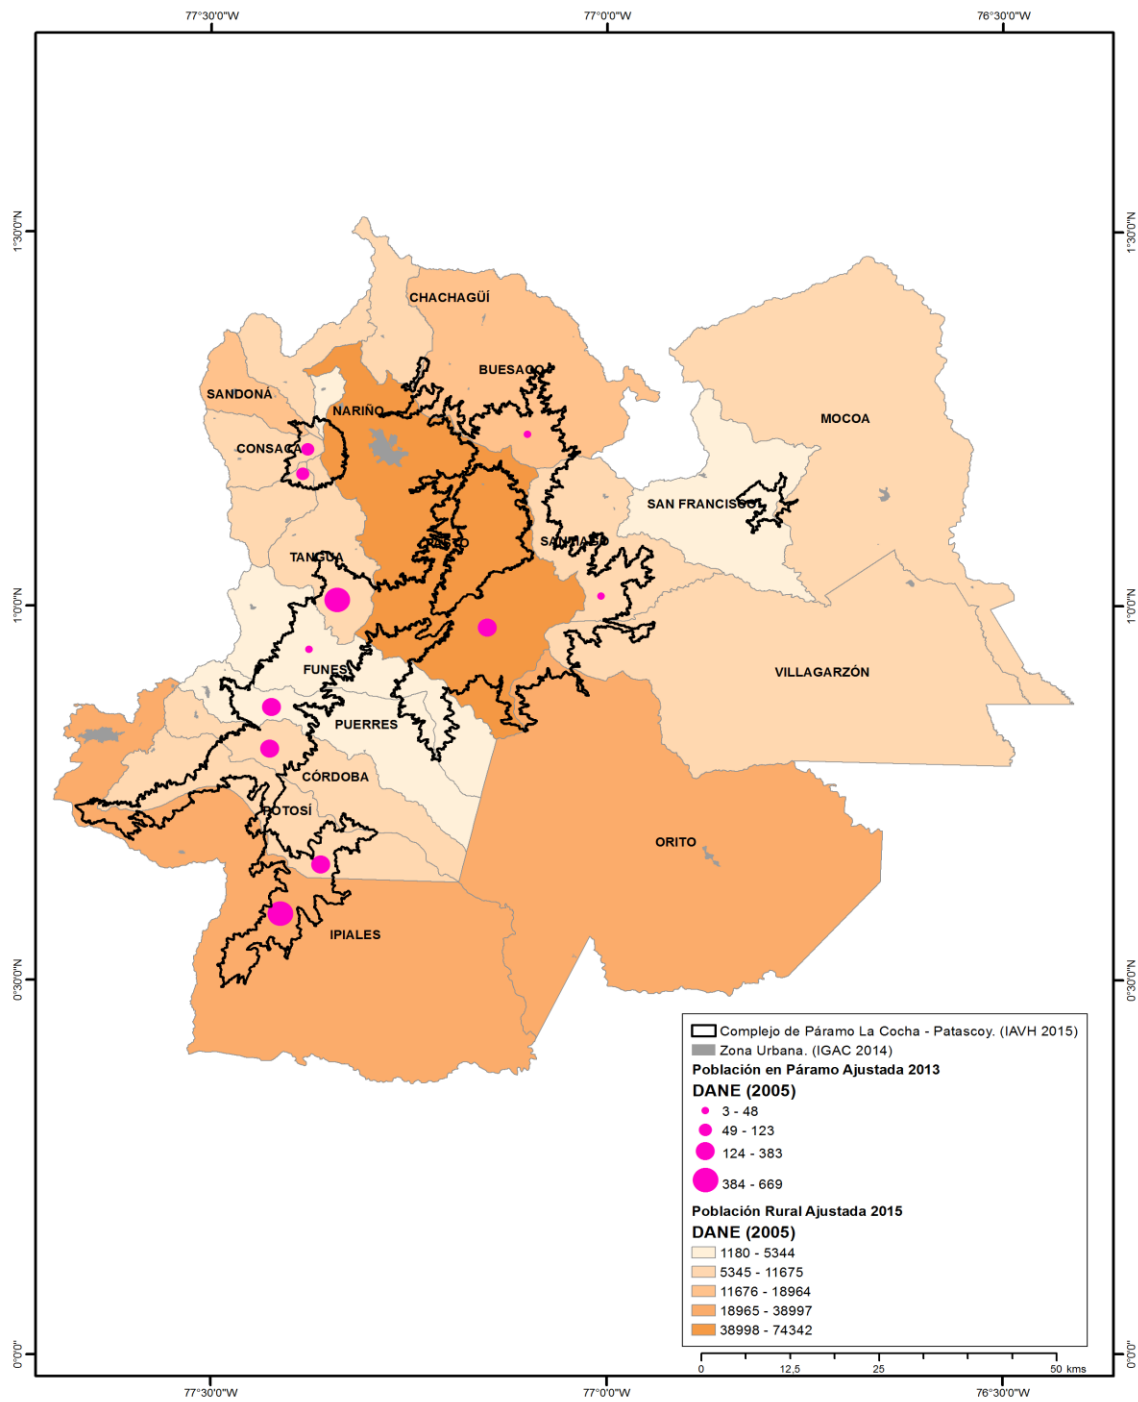 77°30'0"W
77°0'0"W
76°30'0"W
1°30'0"N
1°30'0"N
CHACHAGÜÍ
BUESACO
SANDONÁ
NARIÑO
MOCOA
CONSACA
SAN FRANCISCO
PASTO
SANTIAGO
TANGUA
1°0'0"N
1°0'0"N
FUNES
VILLAGARZÓN
PUERRES
CÓRDOBA
POTOSÍ
ORITO
IPIALES
0°30'0"N
0°30'0"N
Complejo de Páramo La Cocha - Patascoy. (IAVH 2015)
Zona Urbana. (IGAC 2014)
Población en Páramo Ajustada 2013
DANE (2005)
3 - 48
49 - 123
124 - 383
384 - 669
Población Rural Ajustada 2015
DANE (2005)
1180 - 5344
5345 - 11675
11676 - 18964
18965 - 38997
38998 - 74342
0°0'0"
0°0'0"
0 12.5 25 50 kms
77°30'0"W
77°0'0"W
76°30'0"W